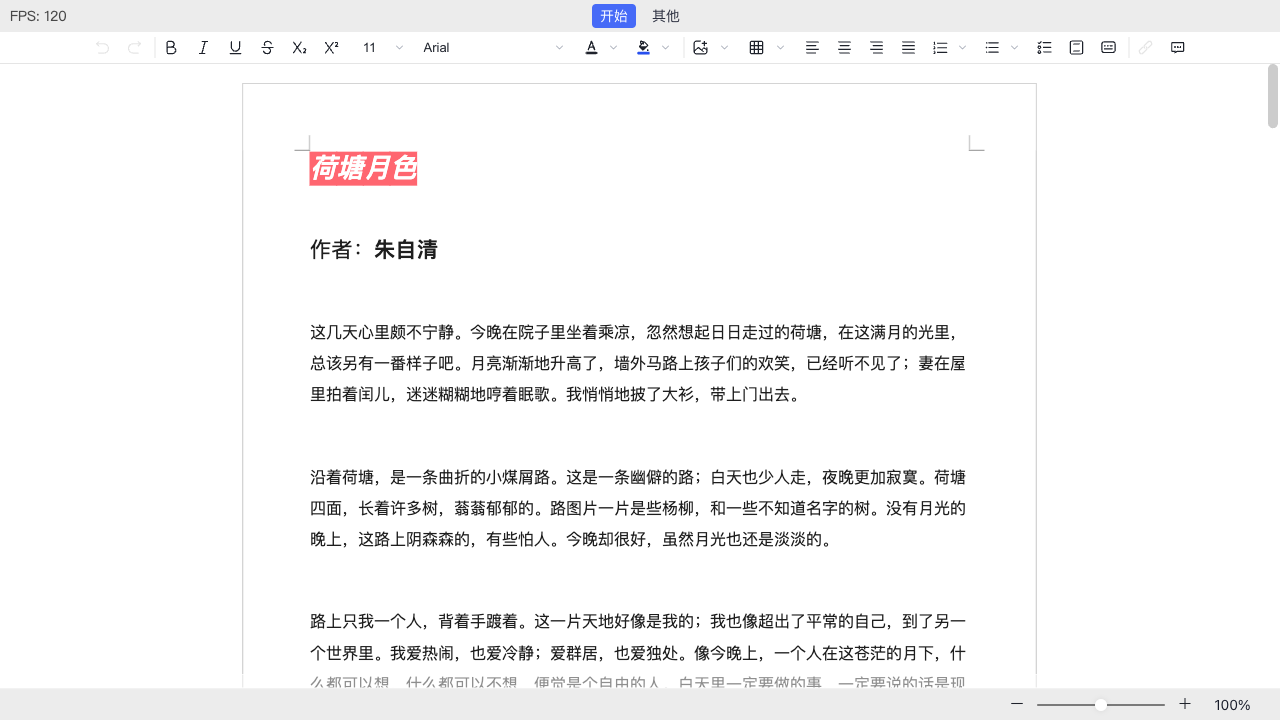 FPS: 120
开始 其他
B I U S X₂ X² 11 Arial A
荷塘月色
作者：朱自清
这几天心里颇不宁静。今晚在院子里坐着乘凉，忽然想起日日走过的荷塘，在这满月的光里，
总该另有一番样子吧。月亮渐渐地升高了，墙外马路上孩子们的欢笑，已经听不见了；妻在屋
里拍着闰儿，迷迷糊糊地哼着眠歌。我悄悄地披了大衫，带上门出去。
沿着荷塘，是一条曲折的小煤屑路。这是一条幽僻的路；白天也少人走，夜晚更加寂寞。荷塘
四面，长着许多树，蓊蓊郁郁的。路图片一片是些杨柳，和一些不知道名字的树。没有月光的
晚上，这路上阴森森的，有些怕人。今晚却很好，虽然月光也还是淡淡的。
路上只我一个人，背着手踱着。这一片天地好像是我的；我也像超出了平常的自己，到了另一
个世界里。我爱热闹，也爱冷静；爱群居，也爱独处。像今晚上，一个人在这苍茫的月下，什
么都可以想，什么都可以不想，便觉是个自由的人。白天里一定要做的事，一定要说的话是现
100%